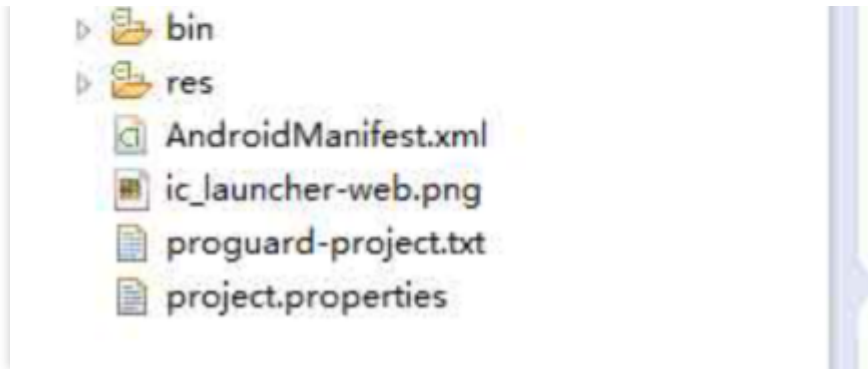 bin
res
AndroidManifest.xml
ic_launcher-web.png
proguard-project.txt
project.properties